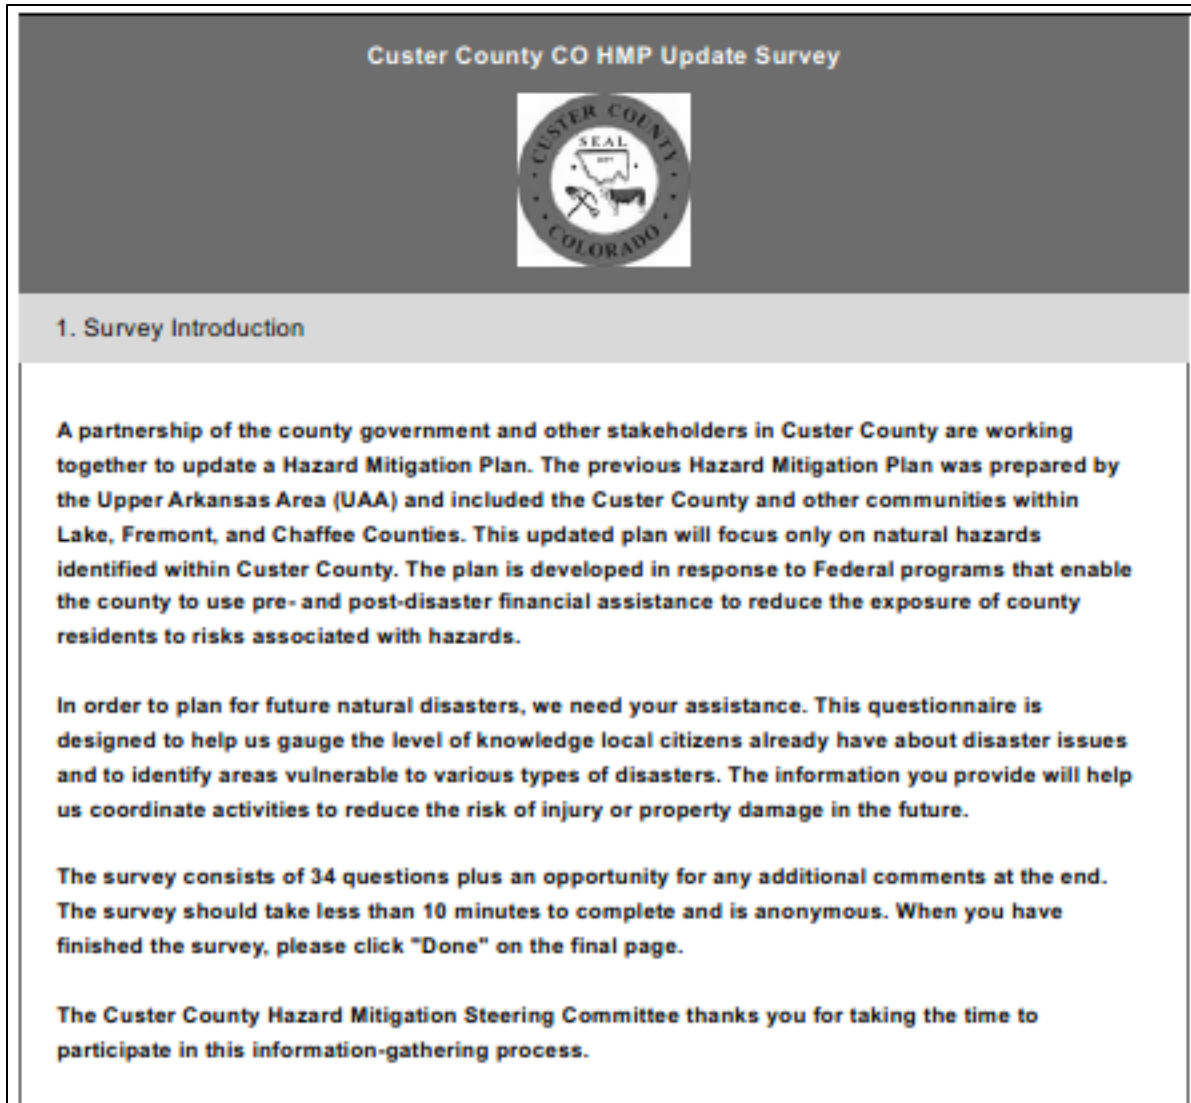 Custer County CO HMP Update Survey
CUSTER COUNTY
SEAL
COLORADO
1. Survey Introduction
A partnership of the county government and other stakeholders in Custer County are working
together to update a Hazard Mitigation Plan. The previous Hazard Mitigation Plan was prepared by
the Upper Arkansas Area (UAA) and included the Custer County and other communities within
Lake, Fremont, and Chaffee Counties. This updated plan will focus only on natural hazards
identified within Custer County. The plan is developed in response to Federal programs that enable
the county to use pre- and post-disaster financial assistance to reduce the exposure of county
residents to risks associated with hazards.
In order to plan for future natural disasters, we need your assistance. This questionnaire is
designed to help us gauge the level of knowledge local citizens already have about disaster issues
and to identify areas vulnerable to various types of disasters. The information you provide will help
us coordinate activities to reduce the risk of injury or property damage in the future.
The survey consists of 34 questions plus an opportunity for any additional comments at the end.
The survey should take less than 10 minutes to complete and is anonymous. When you have
finished the survey, please click "Done" on the final page.
The Custer County Hazard Mitigation Steering Committee thanks you for taking the time to
participate in this information-gathering process.